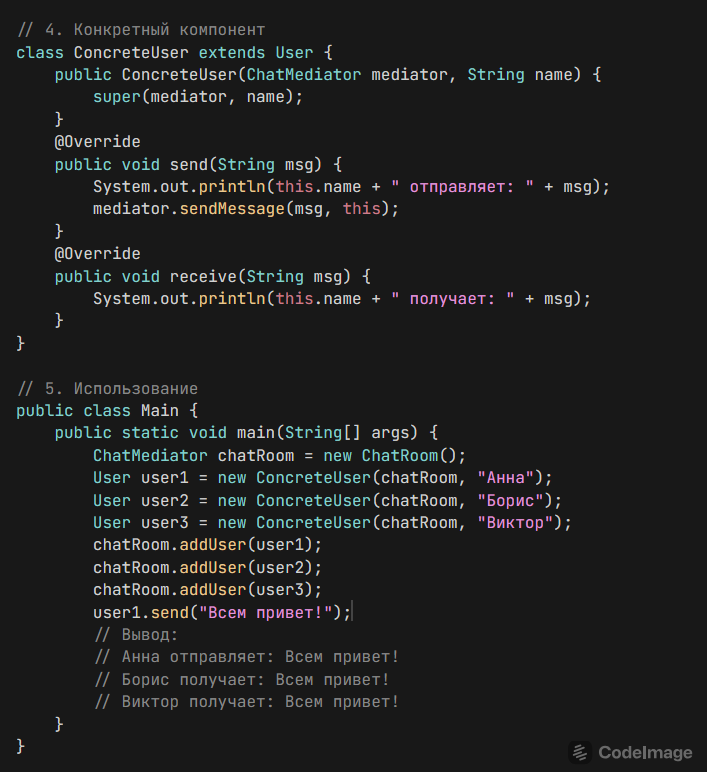 // 4. Конкретный компонент
class ConcreteUser extends User {
    public ConcreteUser(ChatMediator mediator, String name) {
        super(mediator, name);
    }
    @Override
    public void send(String msg) {
        System.out.println(this.name + " отправляет: " + msg);
        mediator.sendMessage(msg, this);
    }
    @Override
    public void receive(String msg) {
        System.out.println(this.name + " получает: " + msg);
    }
}

// 5. Использование
public class Main {
    public static void main(String[] args) {
        ChatMediator chatRoom = new ChatRoom();
        User user1 = new ConcreteUser(chatRoom, "Анна");
        User user2 = new ConcreteUser(chatRoom, "Борис");
        User user3 = new ConcreteUser(chatRoom, "Виктор");
        chatRoom.addUser(user1);
        chatRoom.addUser(user2);
        chatRoom.addUser(user3);
        user1.send("Всем привет!");
        // Вывод:
        // Анна отправляет: Всем привет!
        // Борис получает: Всем привет!
        // Виктор получает: Всем привет!
    }
}
CodeImage